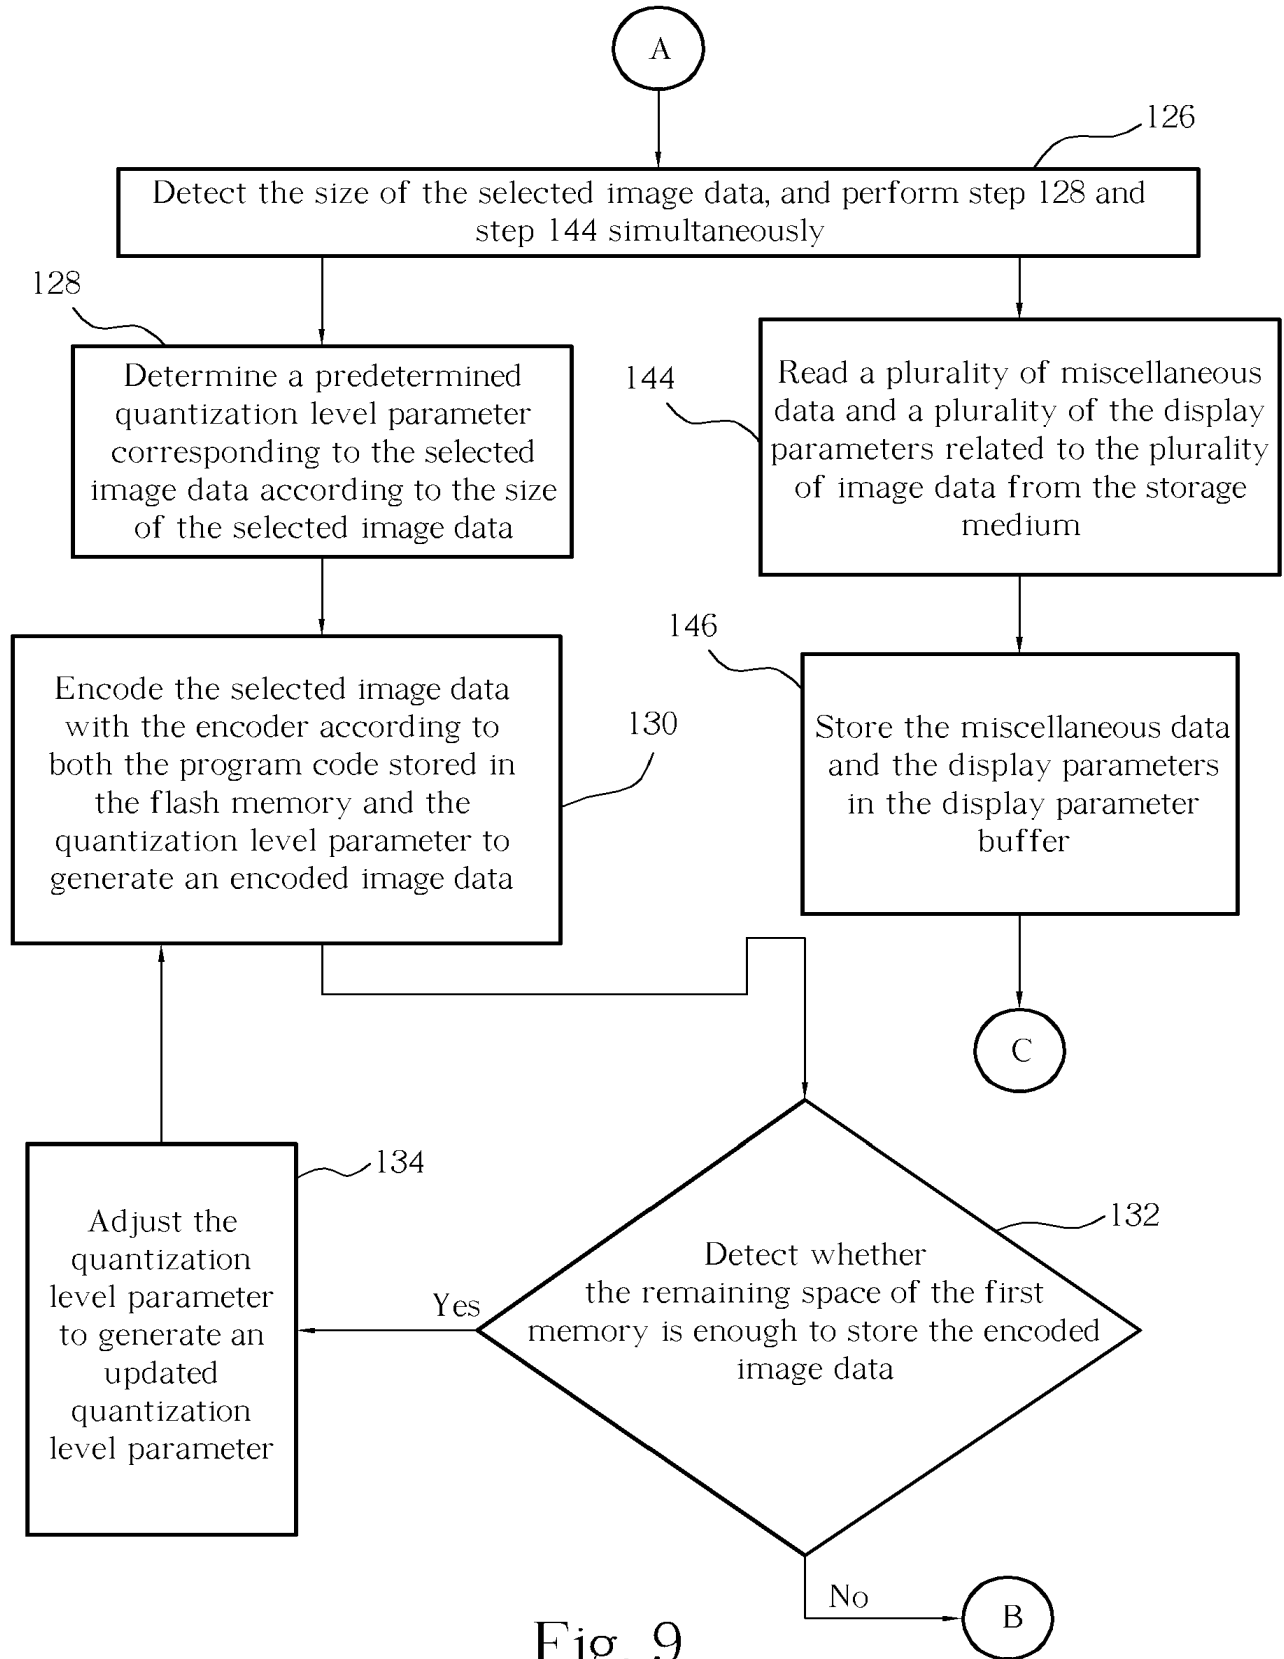 A
126
Detect the size of the selected image data, and perform step 128 and
step 144 simultaneously
128
Determine a predetermined
quantization level parameter
corresponding to the selected
image data according to the size
of the selected image data
144
Read a plurality of miscellaneous
data and a plurality of the display
parameters related to the plurality
of image data from the storage
medium
130
Encode the selected image data
with the encoder according to
both the program code stored in
the flash memory and the
quantization level parameter to
generate an encoded image data
146
Store the miscellaneous data
and the display parameters
in the display parameter
buffer
C
134
Adjust the
quantization
level parameter
to generate an
updated
quantization
level parameter
Yes
132
Detect whether
the remaining space of the first
memory is enough to store the encoded
image data
No
B
Fig. 9